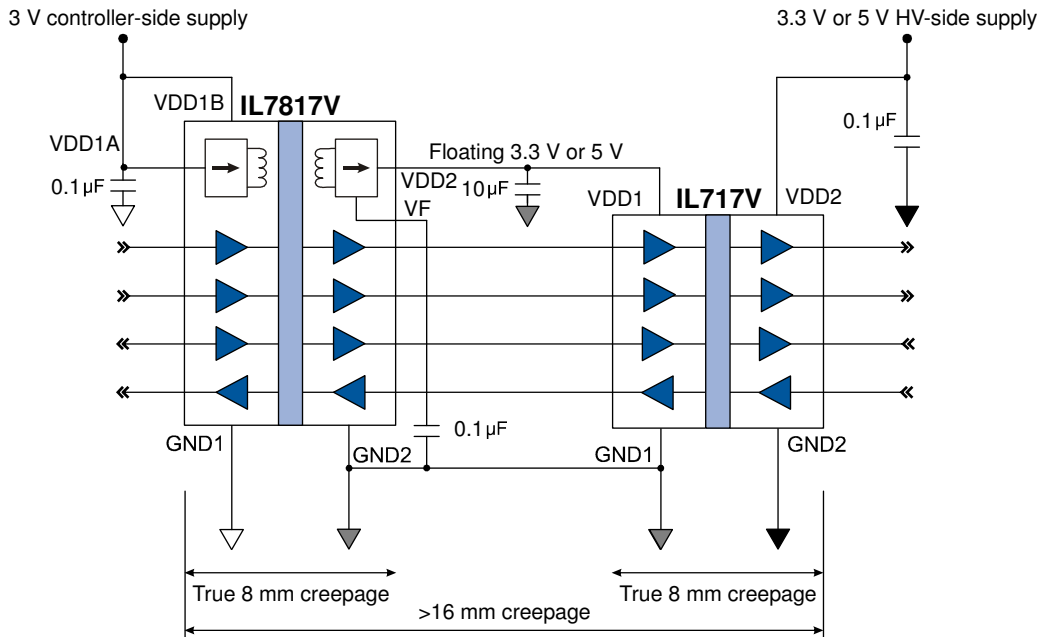 3 V controller-side supply
3.3 V or 5 V HV-side supply
VDD1B
IL7817V
0.1 µF
VDD1A
Floating 3.3 V or 5 V
0.1 µF
VDD2
10 µF
VDD1
IL717V
VDD2
VF
0.1 µF
GND1
GND2
GND1
GND2
True 8 mm creepage
True 8 mm creepage
>16 mm creepage